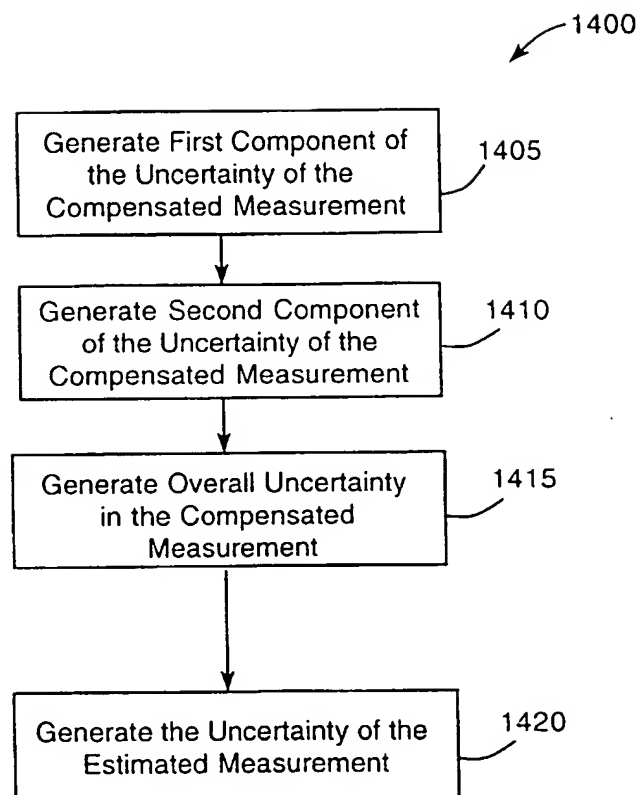 1400
Generate First Component of
the Uncertainty of the
Compensated Measurement
1405
Generate Second Component
of the Uncertainty of the
Compensated Measurement
1410
Generate Overall Uncertainty
in the Compensated
Measurement
1415
Generate the Uncertainty of the
Estimated Measurement
1420